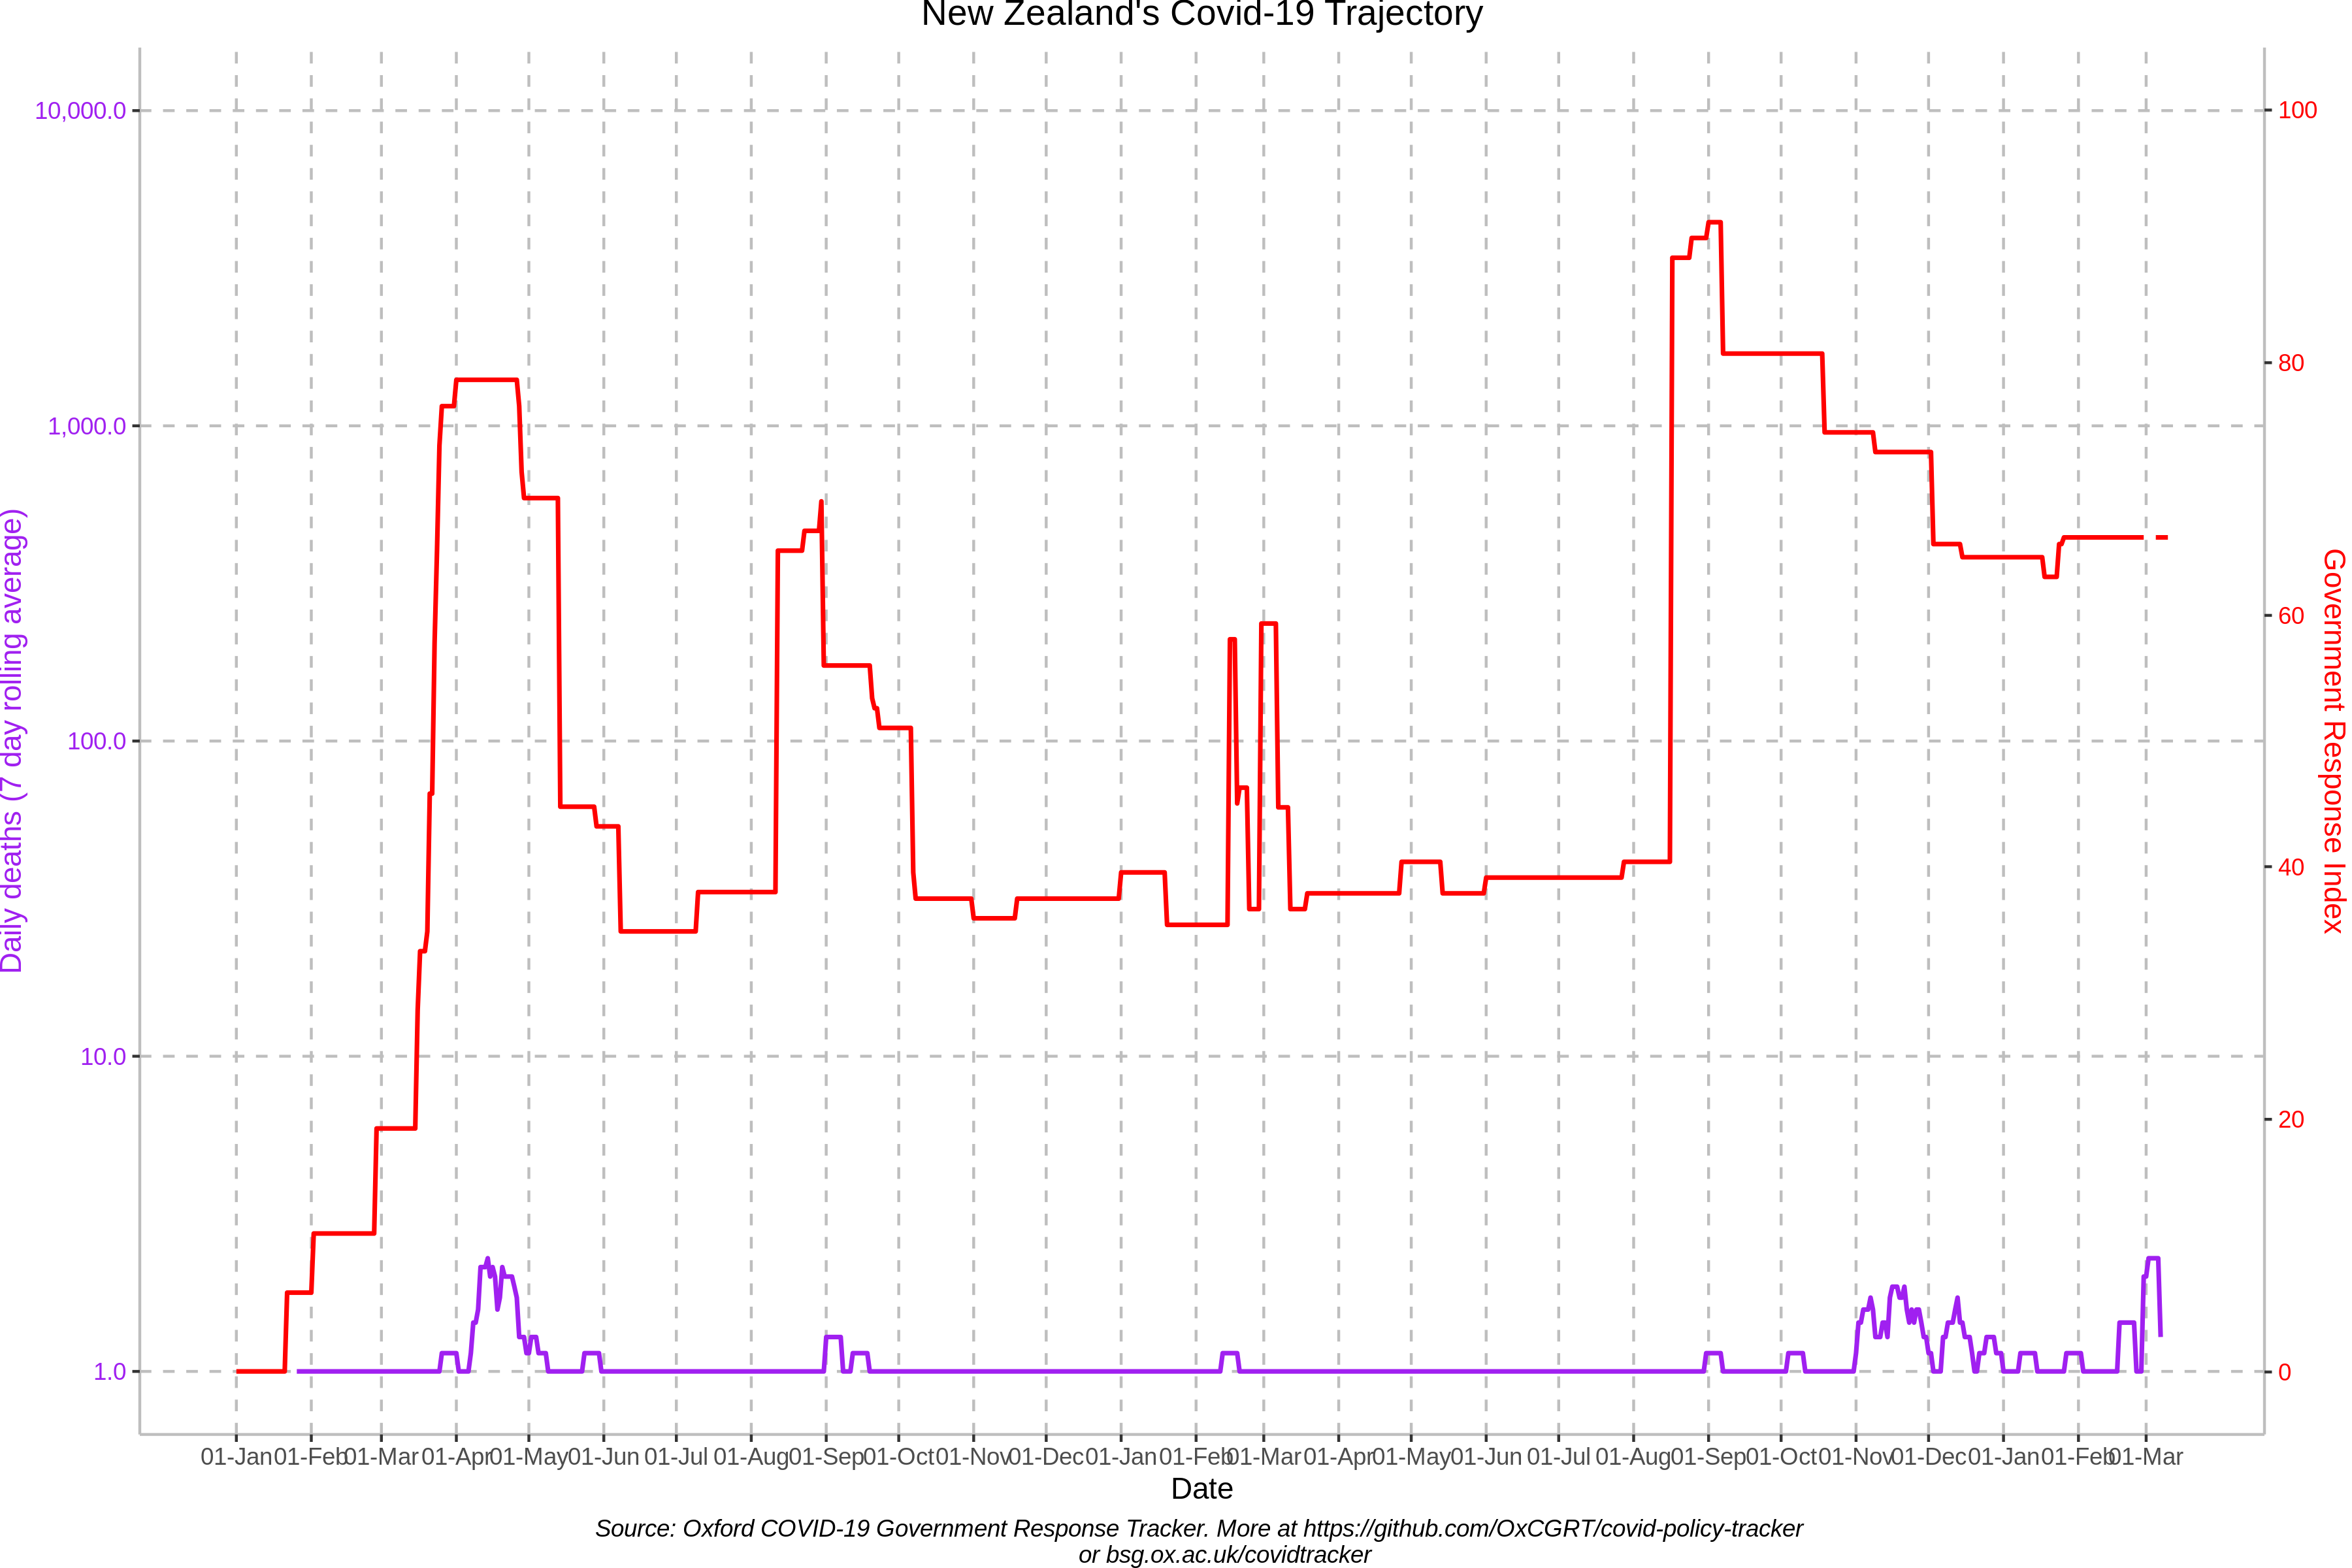 New Zealand's Covid-19 Trajectory
10,000.0
1,000.0
100.0
10.0
1.0
Daily deaths (7 day rolling average)
100
80
60
40
20
0
Government Response Index
01-Jan 01-Feb 01-Mar 01-Apr 01-May 01-Jun 01-Jul 01-Aug 01-Sep 01-Oct 01-Nov 01-Dec 01-Jan 01-Feb 01-Mar 01-Apr 01-May 01-Jun 01-Jul 01-Aug 01-Sep 01-Oct 01-Nov 01-Dec 01-Jan 01-Feb 01-Mar
Date
Source: Oxford COVID-19 Government Response Tracker. More at https://github.com/OxCGRT/covid-policy-tracker
or bsg.ox.ac.uk/covidtracker